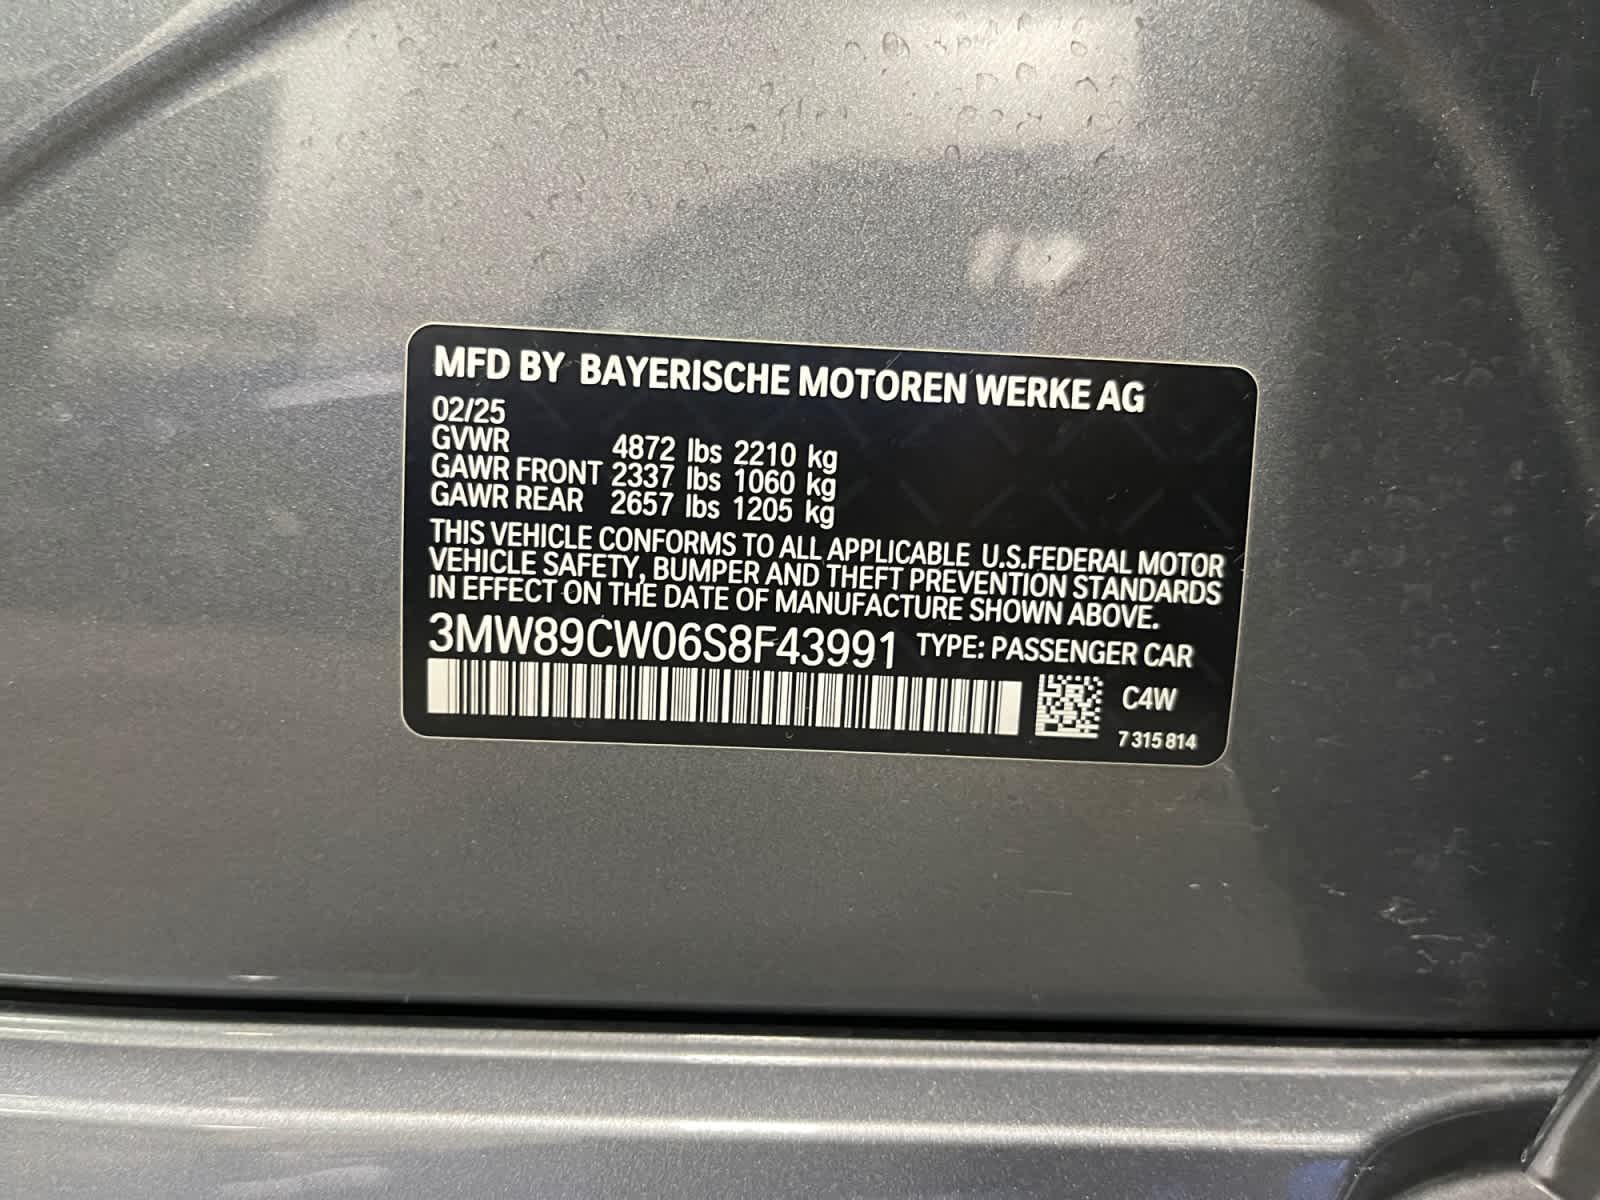 MFD BY BAYERISCHE MOTOREN WERKE AG
02/25
GVWR 4872 lbs 2210 kg
GAWR FRONT 2337 lbs 1060 kg
GAWR REAR 2657 lbs 1205 kg
THIS VEHICLE CONFORMS TO ALL APPLICABLE U.S.FEDERAL MOTOR
VEHICLE SAFETY, BUMPER AND THEFT PREVENTION STANDARDS
IN EFFECT ON THE DATE OF MANUFACTURE SHOWN ABOVE.
3MW89CW06S8F43991 TYPE: PASSENGER CAR
C4W
7 315 814